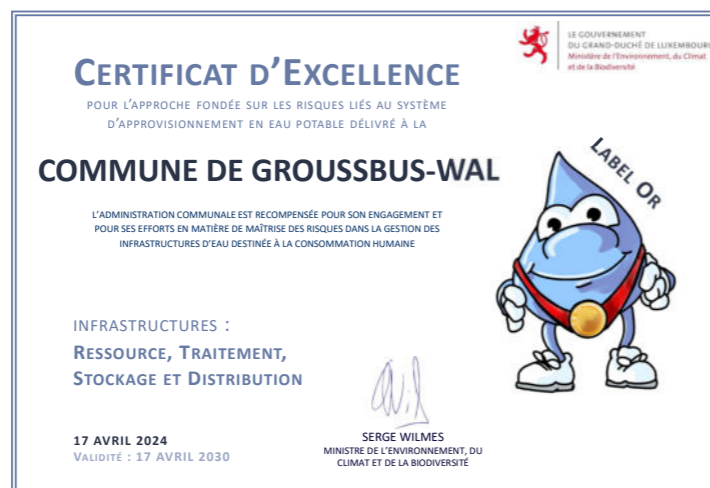 LE GOUVERNEMENT
DU GRAND-DUCHÉ DE LUXEMBOURG
Ministère de l'Environnement, du Climat
et de la Biodiversité
CERTIFICAT D'EXCELLENCE
POUR L'APPROCHE FONDÉE SUR LES RISQUES LIÉS AU SYSTÈME
D'APPROVISIONNEMENT EN EAU POTABLE DÉLIVRÉ À LA
COMMUNE DE GROUSSBUS-WAL
LABEL OR
L'ADMINISTRATION COMMUNALE EST RECOMPENSÉE POUR SON ENGAGEMENT ET
POUR SES EFFORTS EN MATIÈRE DE MAÎTRISE DES RISQUES DANS LA GESTION DES
INFRASTRUCTURES D'EAU DESTINÉE À LA CONSOMMATION HUMAINE
INFRASTRUCTURES :
RESSOURCE, TRAITEMENT,
STOCKAGE ET DISTRIBUTION
17 AVRIL 2024
VALIDITÉ : 17 AVRIL 2030
SERGE WILMES
MINISTRE DE L'ENVIRONNEMENT, DU
CLIMAT ET DE LA BIODIVERSITÉ